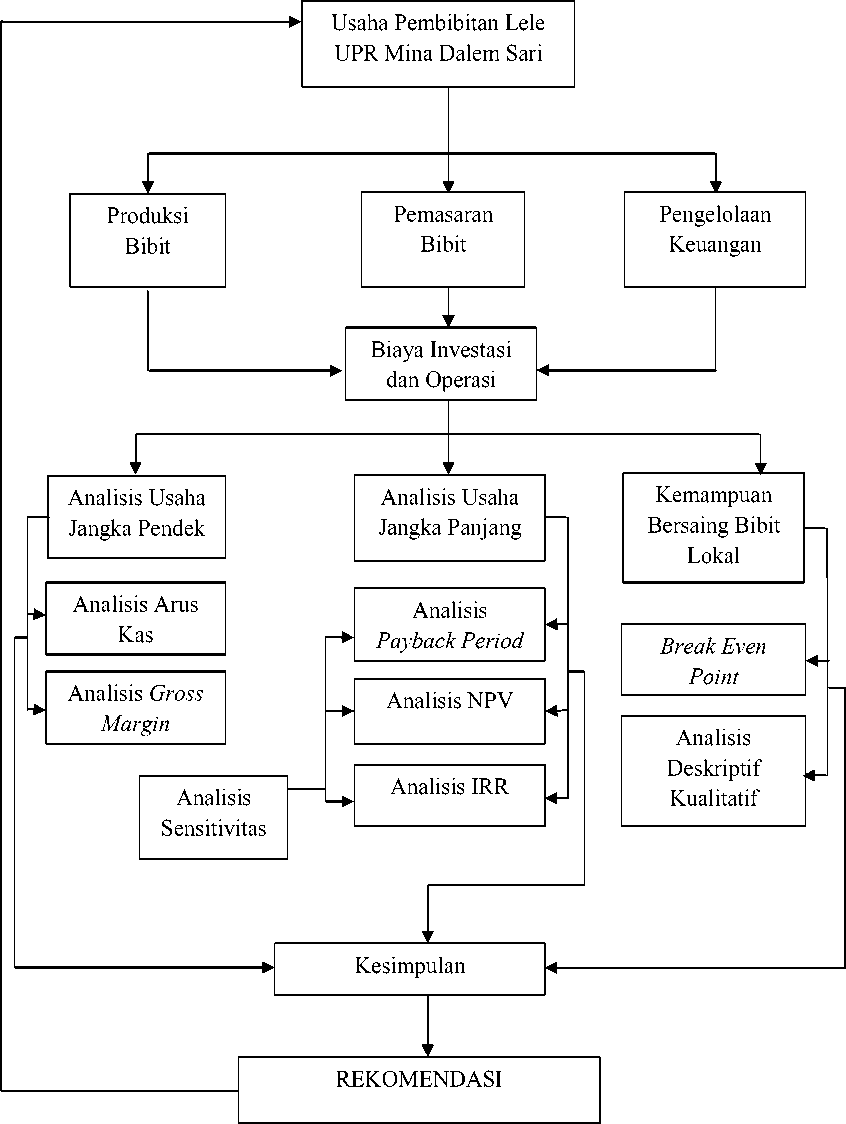 Usaha Pembibitan Lele
UPR Mina Dalem Sari
Produksi
Bibit
Pemasaran
Bibit
Pengelolaan
Keuangan
Biaya Investasi
dan Operasi
Analisis Usaha
Jangka Pendek
Analisis Usaha
Jangka Panjang
Kemampuan
Bersaing Bibit
Lokal
Analisis Arus
Kas
Analisis Gross
Margin
Analisis
Payback Period
Analisis NPV
Analisis IRR
Analisis
Sensitivitas
Break Even
Point
Analisis
Deskriptif
Kualitatif
Kesimpulan
REKOMENDASI